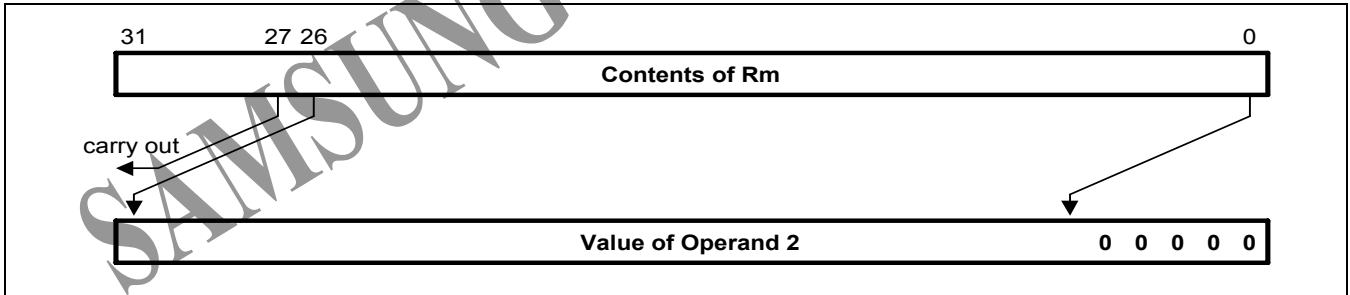 31 27 26 0
Contents of Rm
carry out
Value of Operand 2 0 0 0 0 0
SAMSUNG